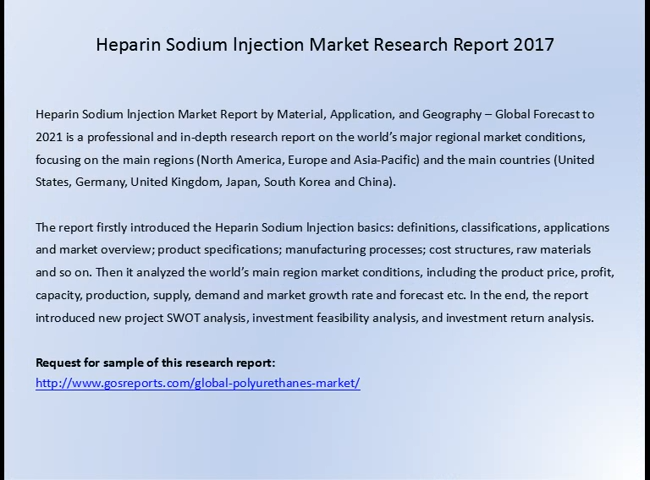 Heparin Sodium Injection Market Research Report 2017
Heparin Sodium Injection Market Report by Material, Application, and Geography – Global Forecast to
2021 is a professional and in-depth research report on the world's major regional market conditions,
focusing on the main regions (North America, Europe and Asia-Pacific) and the main countries (United
States, Germany, United Kingdom, Japan, South Korea and China).
The report firstly introduced the Heparin Sodium Injection basics: definitions, classifications, applications
and market overview; product specifications; manufacturing processes; cost structures, raw materials
and so on. Then it analyzed the world's main region market conditions, including the product price, profit,
capacity, production, supply, demand and market growth rate and forecast etc. In the end, the report
introduced new project SWOT analysis, investment feasibility analysis, and investment return analysis.
Request for sample of this research report:
http://www.gosreports.com/global-polyurethanes-market/